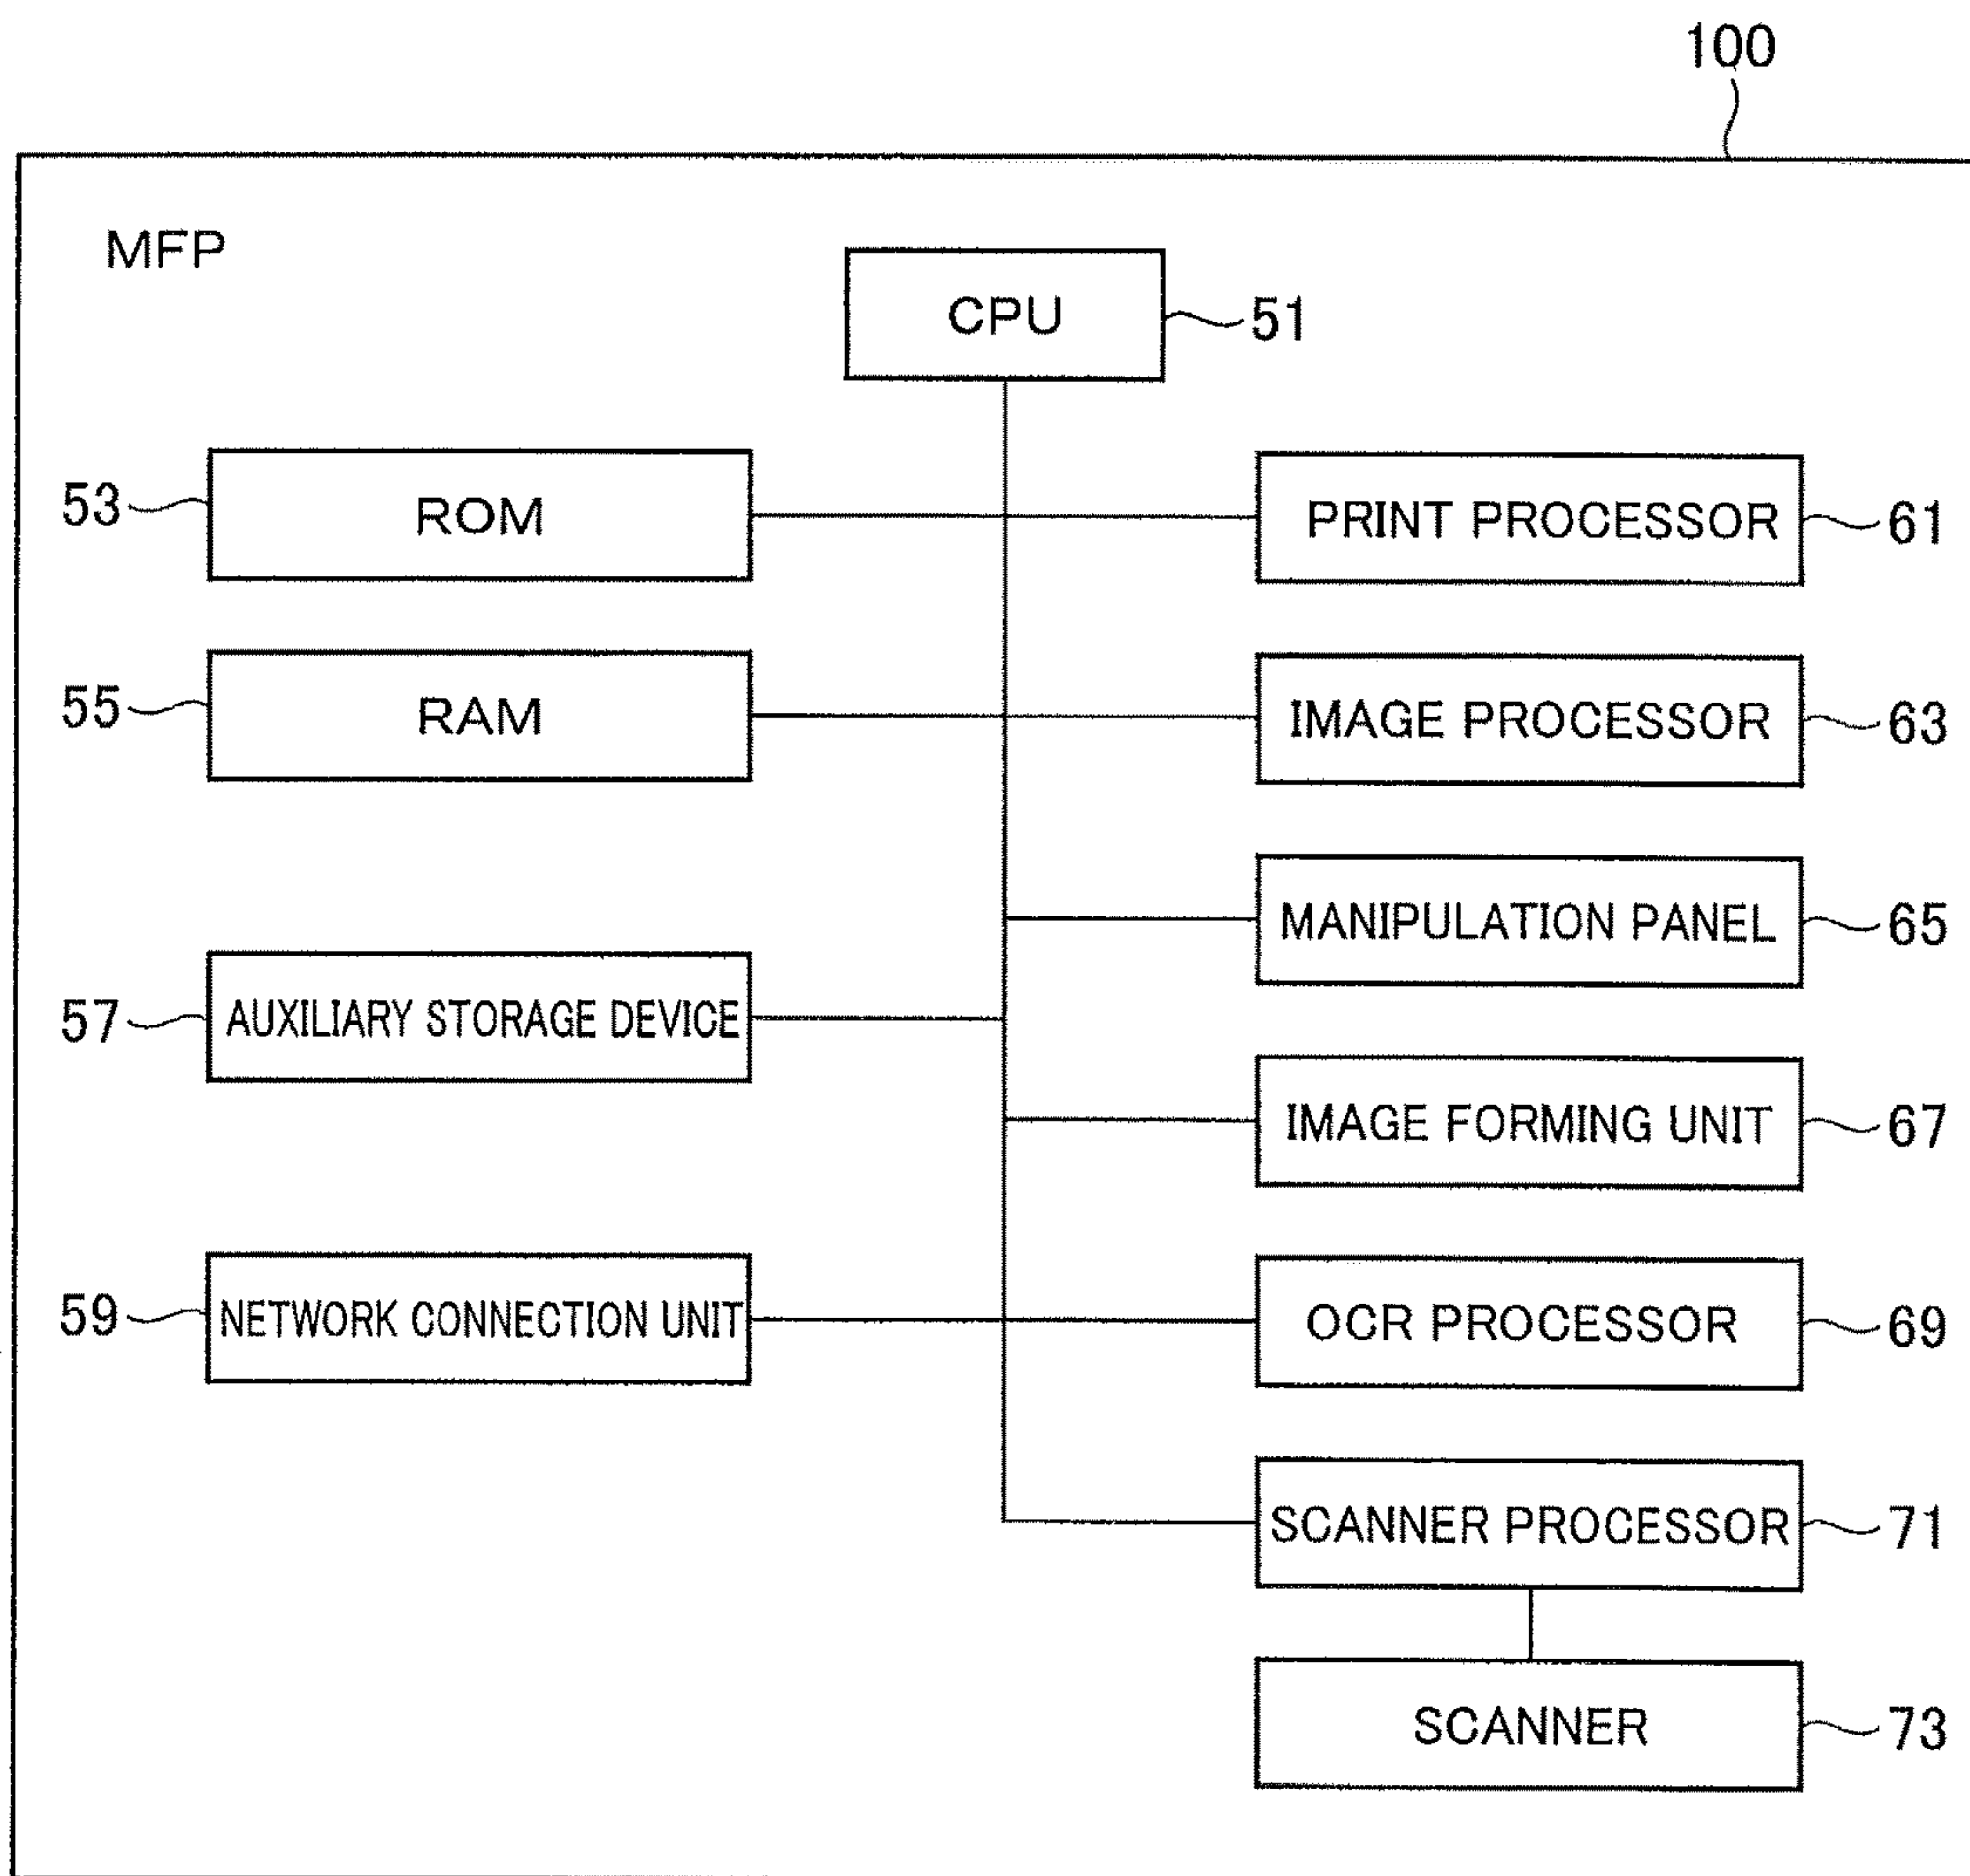 100
MFP
CPU
51
53
ROM
PRINT PROCESSOR
61
55
RAM
IMAGE PROCESSOR
63
MANIPULATION PANEL
65
57
AUXILIARY STORAGE DEVICE
IMAGE FORMING UNIT
67
59
NETWORK CONNECTION UNIT
OCR PROCESSOR
69
SCANNER PROCESSOR
71
SCANNER
73